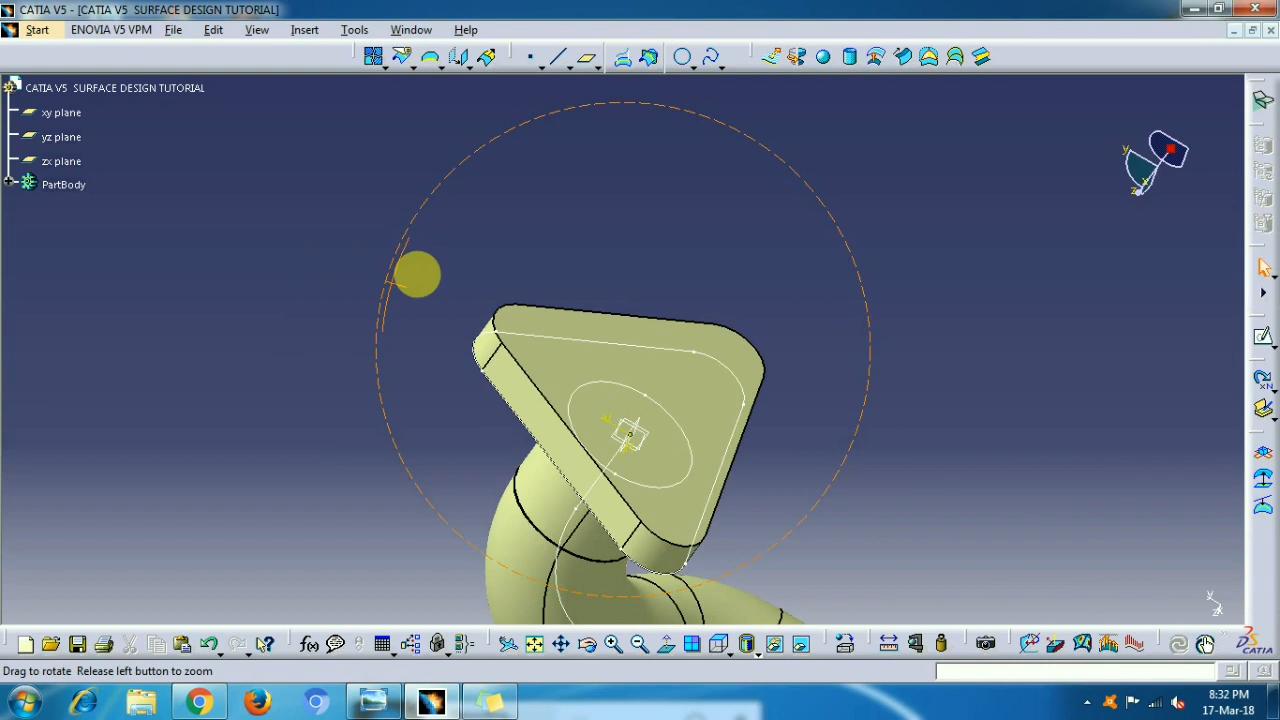 CATIA V5 - [CATIA V5  SURFACE DESIGN TUTORIAL]
Start ENOVIA V5 VPM File Edit View Insert Tools Window Help
CATIA V5  SURFACE DESIGN TUTORIAL
xy plane
yz plane
zx plane
PartBody
y
x
z
y
z
f(x)
CATIA
Drag to rotate  Release left button to zoom
8:32 PM
17-Mar-18